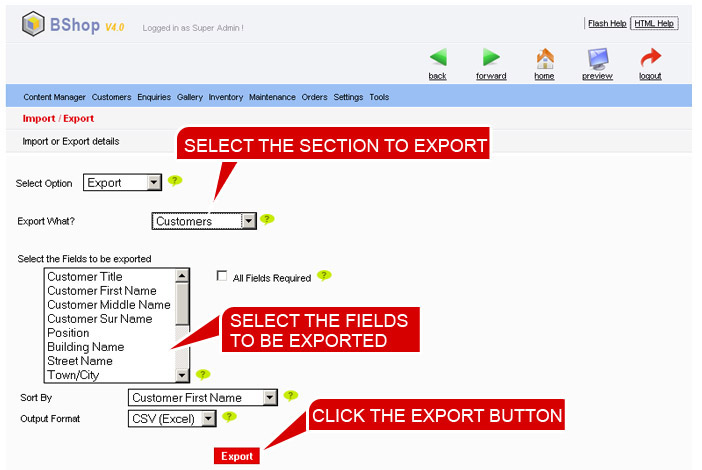 BShop V4.0
Logged in as Super Admin !
Flash Help HTML Help
back forward home preview logout
Content Manager Customers Enquiries Gallery Inventory Maintenance Orders Settings Tools
Import / Export
Import or Export details
SELECT THE SECTION TO EXPORT
Select Option Export ?
Export What? Customers ?
Select the Fields to be exported
Customer Title
Customer First Name
Customer Middle Name
Customer Sur Name
Position
Building Name
Street Name
Town/City
?
All Fields Required ?
SELECT THE FIELDS
TO BE EXPORTED
Sort By Customer First Name ?
Output Format CSV (Excel) ?
CLICK THE EXPORT BUTTON
Export